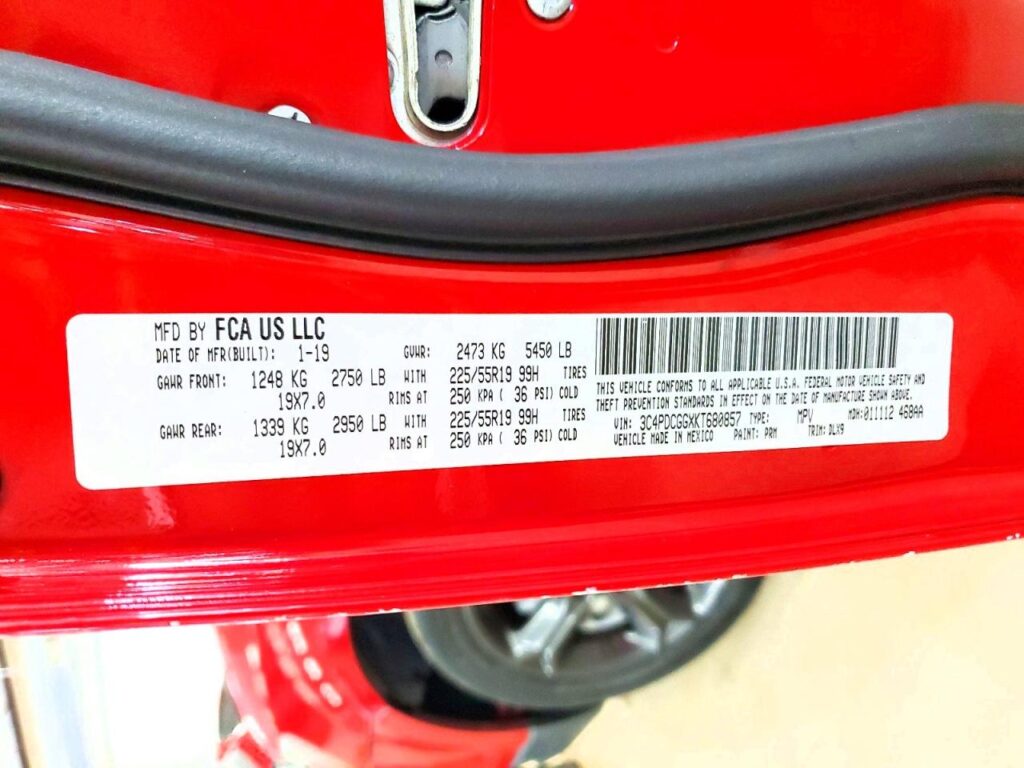 MFD BY FCA US LLC
DATE OF MFR(BUILT): 1-19 GVWR: 2473 KG 5450 LB
GAWR FRONT: 1248 KG 2750 LB WITH 225/55R19 99H TIRES
19X7.0 RIMS AT 250 KPA ( 36 PSI) COLD
GAWR REAR: 1339 KG 2950 LB WITH 225/55R19 99H TIRES
19X7.0 RIMS AT 250 KPA ( 36 PSI) COLD
THIS VEHICLE CONFORMS TO ALL APPLICABLE U.S.A. FEDERAL MOTOR VEHICLE SAFETY AND
THEFT PREVENTION STANDARDS IN EFFECT ON THE DATE OF MANUFACTURE SHOWN ABOVE.
VIN: 3C4PDCGGXKT680857 TYPE: MPV MDH:011112 468AA
VEHICLE MADE IN MEXICO PAINT: PRM TRIM:DLX9